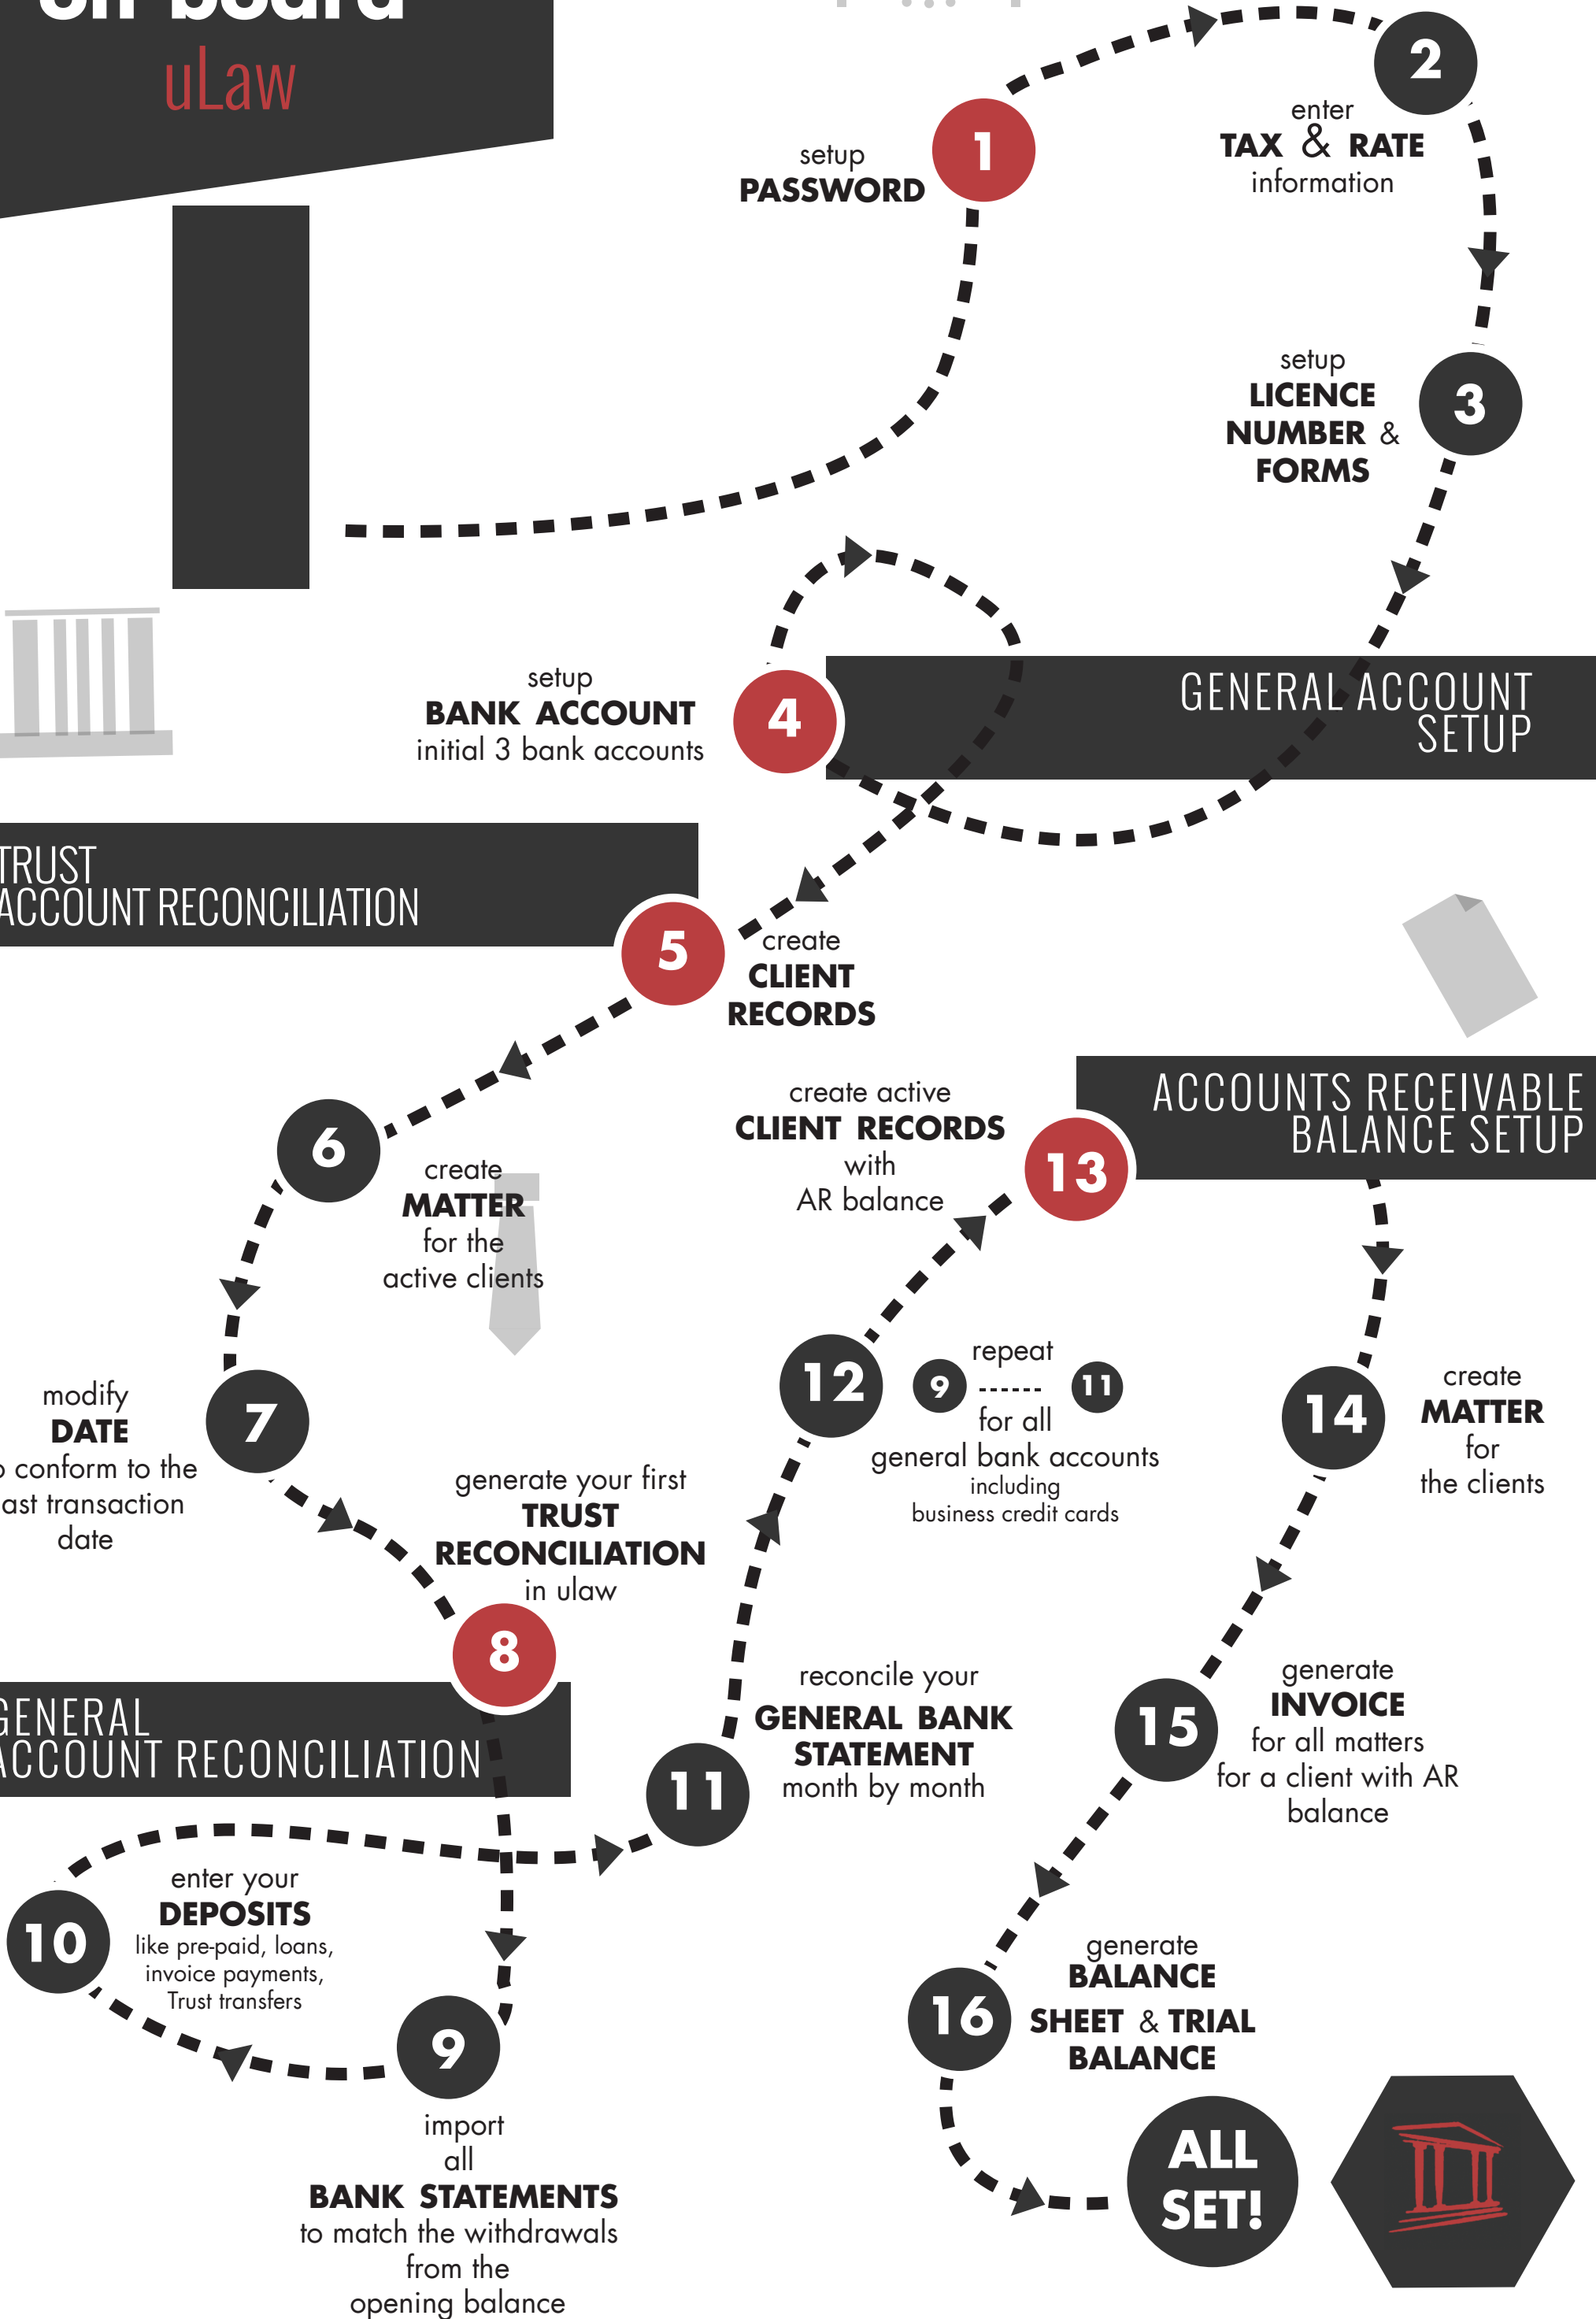 on-board
uLaw
1
setup
PASSWORD
2
enter
TAX & RATE
information
3
setup
LICENCE
NUMBER &
FORMS
GENERAL ACCOUNT
SETUP
4
setup
BANK ACCOUNT
initial 3 bank accounts
TRUST
ACCOUNT RECONCILIATION
5
create
CLIENT
RECORDS
6
create
MATTER
for the
active clients
7
modify
DATE
o conform to the
ast transaction
date
8
generate your first
TRUST
RECONCILIATION
in ulaw
GENERAL
ACCOUNT RECONCILIATION
9
import
all
BANK STATEMENTS
to match the withdrawals
from the
opening balance
10
enter your
DEPOSITS
like pre-paid, loans,
invoice payments,
Trust transfers
11
reconcile your
GENERAL BANK
STATEMENT
month by month
12
repeat
9 ------ 11
for all
general bank accounts
including
business credit cards
ACCOUNTS RECEIVABLE
BALANCE SETUP
13
create active
CLIENT RECORDS
with
AR balance
14
create
MATTER
for
the clients
15
generate
INVOICE
for all matters
for a client with AR
balance
16
generate
BALANCE
SHEET & TRIAL
BALANCE
ALL
SET!